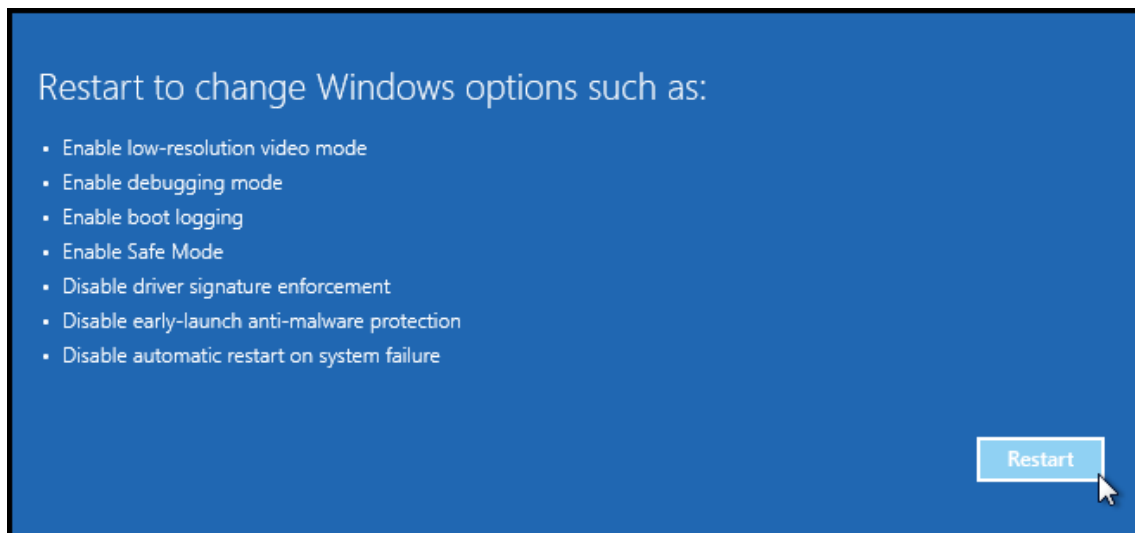 Restart to change Windows options such as:
• Enable low-resolution video mode
• Enable debugging mode
• Enable boot logging
• Enable Safe Mode
• Disable driver signature enforcement
• Disable early-launch anti-malware protection
• Disable automatic restart on system failure
Restart